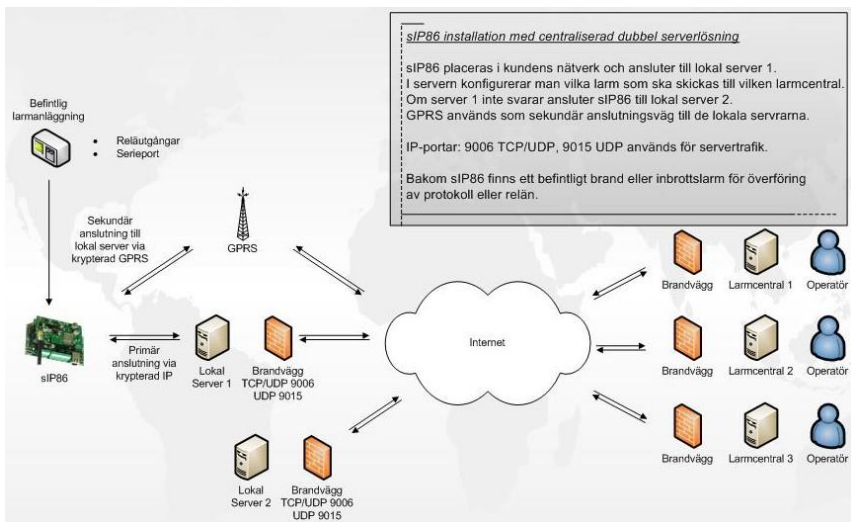 sIP86 installation med centraliserad dubbel serverlösning
sIP86 placeras i kundens nätverk och ansluter till lokal server 1.
I servern konfigurerar man vilka larm som ska skickas till vilken larmcentral.
Om server 1 inte svarar ansluter sIP86 till lokal server 2.
GPRS används som sekundär anslutningsväg till de lokala servrarna.
IP-portar: 9006 TCP/UDP, 9015 UDP används för servertrafik.
Bakom sIP86 finns ett befintligt brand eller inbrottslarm för överföring
av protokoll eller relän.
Befintlig
larmanläggning
• Reläutgångar
• Serieport
Sekundär
anslutning till
lokal server via
krypterad GPRS
GPRS
sIP86
Primär
anslutning via
krypterad IP
Lokal
Server 1
Brandvägg
TCP/UDP 9006
UDP 9015
Internet
Lokal
Server 2
Brandvägg
TCP/UDP 9006
UDP 9015
Brandvägg
Larmcentral 1
Operatör
Brandvägg
Larmcentral 2
Operatör
Brandvägg
Larmcentral 3
Operatör